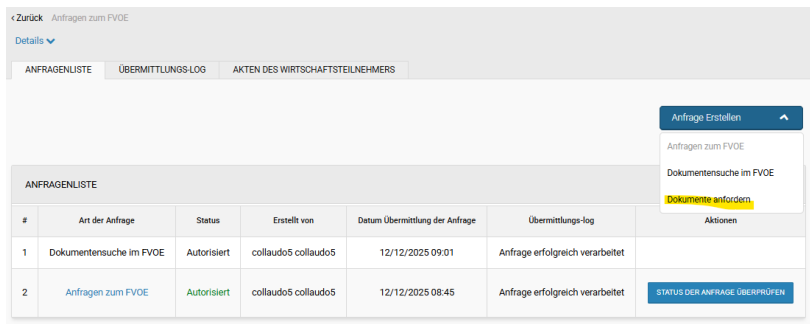 ‹ Zurück Anfragen zum FVOE
Details
ANFRAGENLISTE ÜBERMITTLUNGS-LOG AKTEN DES WIRTSCHAFTSTEILNEHMERS
Anfrage Erstellen
Anfragen zum FVOE
Dokumentensuche im FVOE
Dokumente anfordern
ANFRAGENLISTE
# Art der Anfrage Status Erstellt von Datum Übermittlung der Anfrage Übermittlungs-log Aktionen
1 Dokumentensuche im FVOE Autorisiert collaudo5 collaudo5 12/12/2025 09:01 Anfrage erfolgreich verarbeitet
2 Anfragen zum FVOE Autorisiert collaudo5 collaudo5 12/12/2025 08:45 Anfrage erfolgreich verarbeitet STATUS DER ANFRAGE ÜBERPRÜFEN